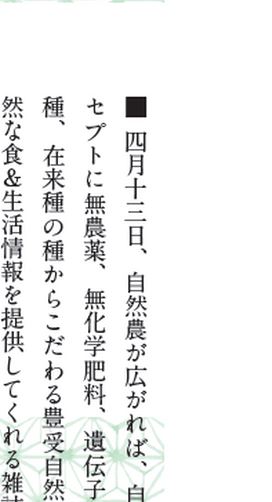 ■ 四月十三日、自然農が広がれば、自
セプトに無農薬、無化学肥料、遺伝子
種、在来種の種からこだわる豊受自然
然な食&生活情報を提供してくれる雑誌